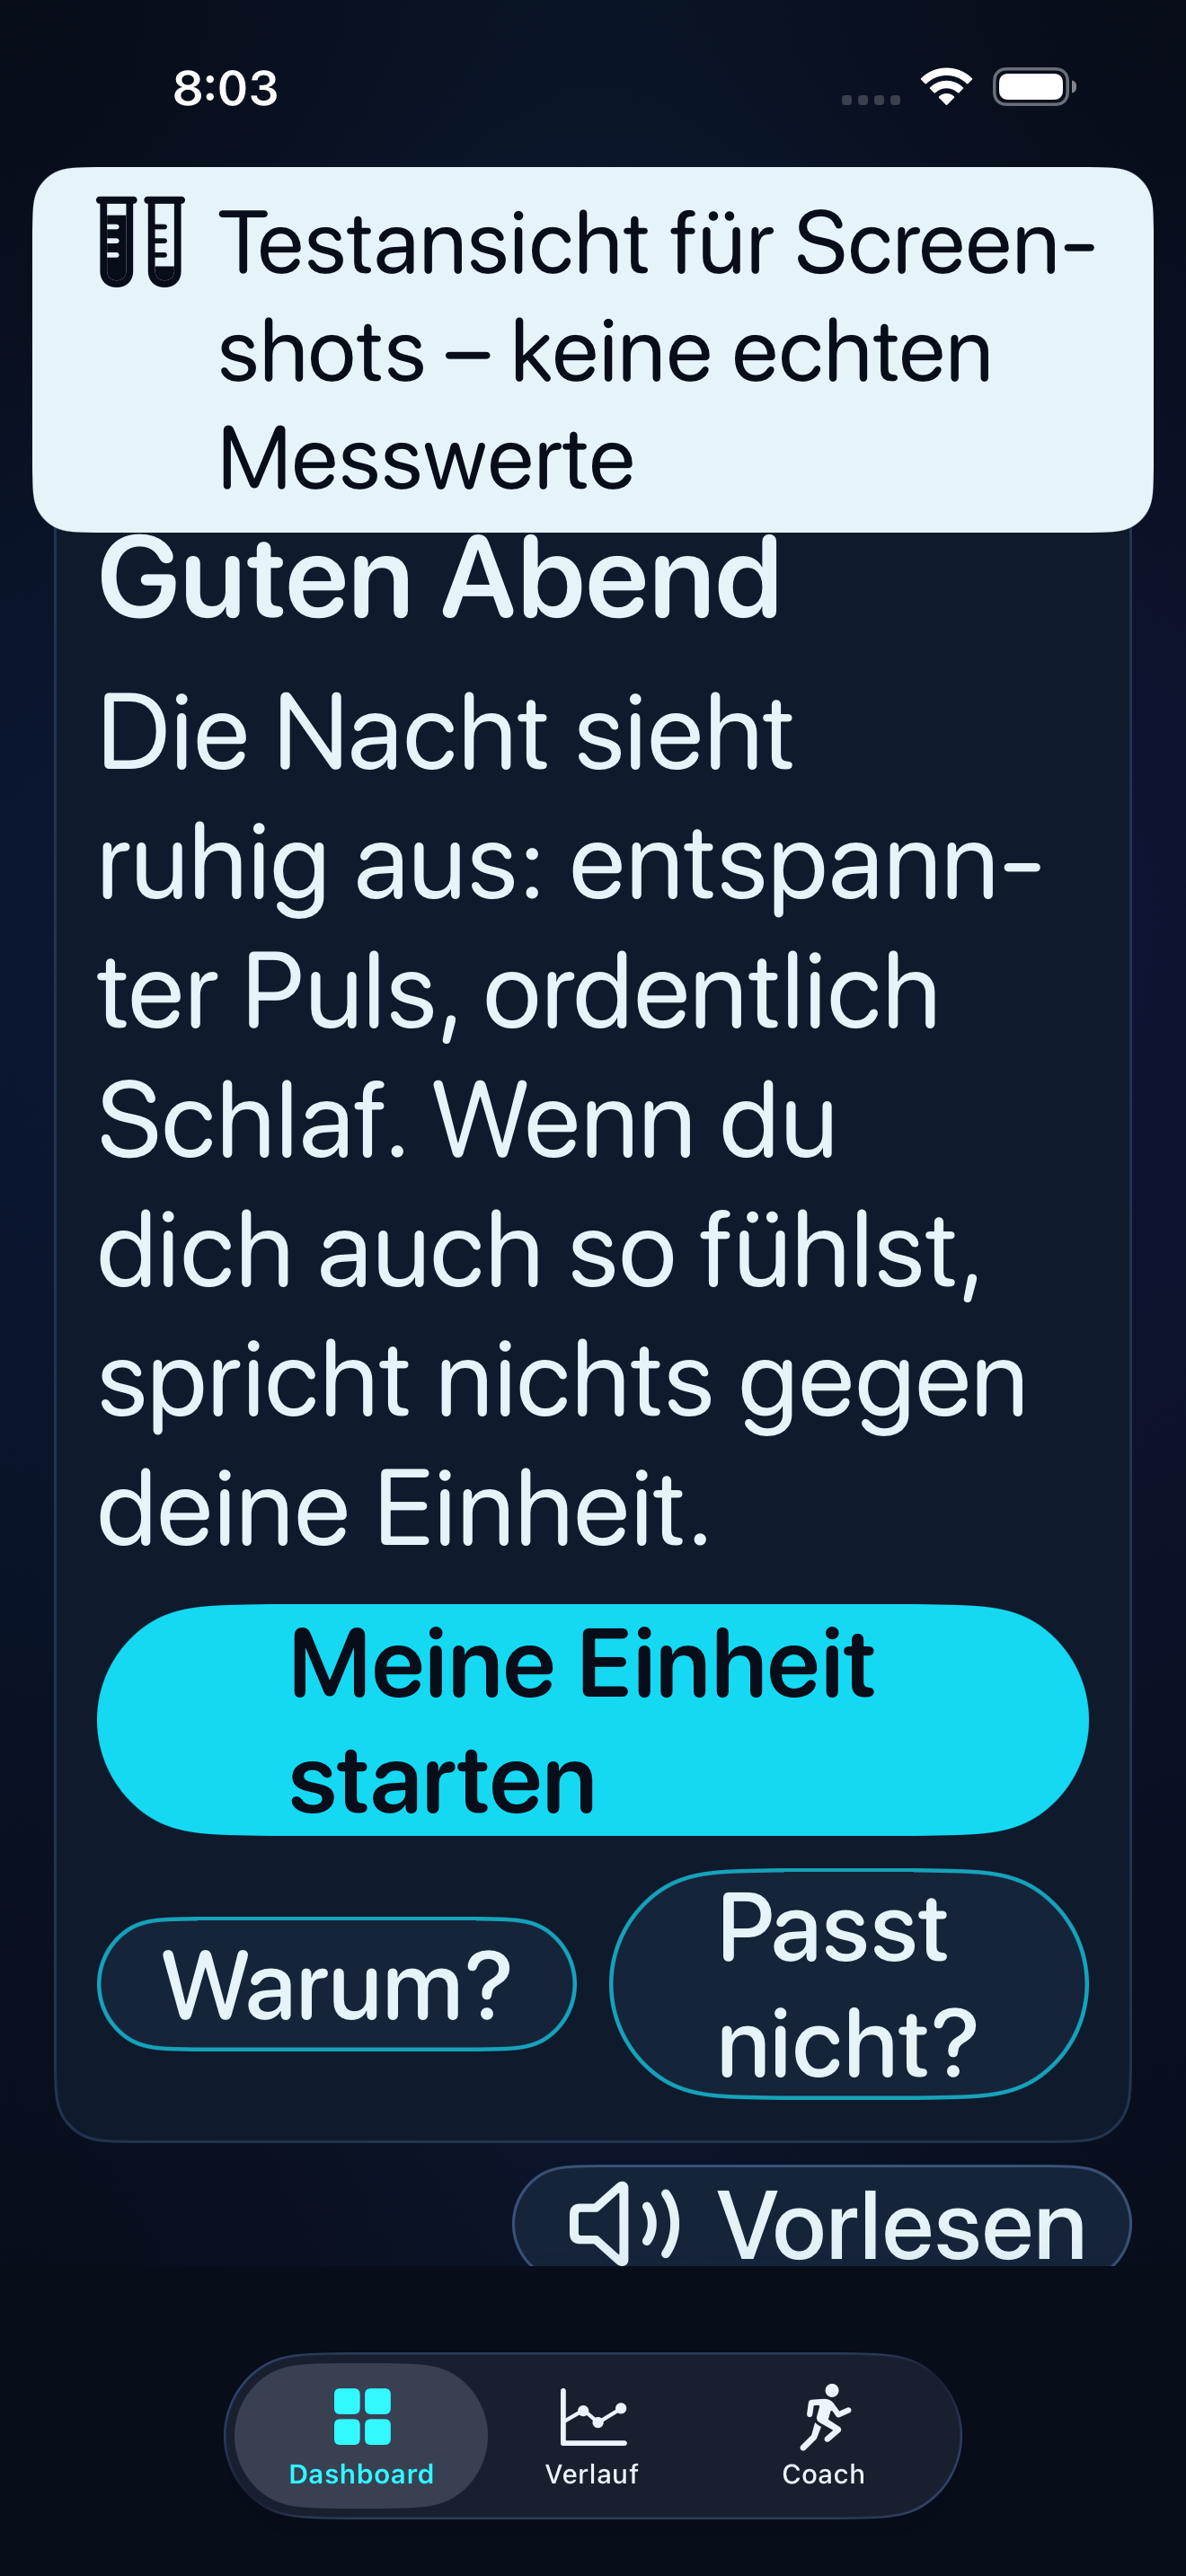 8:03
Testansicht für Screen-
shots – keine echten
Messwerte
Guten Abend
Die Nacht sieht
ruhig aus: entspann-
ter Puls, ordentlich
Schlaf. Wenn du
dich auch so fühlst,
spricht nichts gegen
deine Einheit.
Meine Einheit
starten
Warum?
Passt
nicht?
Vorlesen
Dashboard
Verlauf
Coach